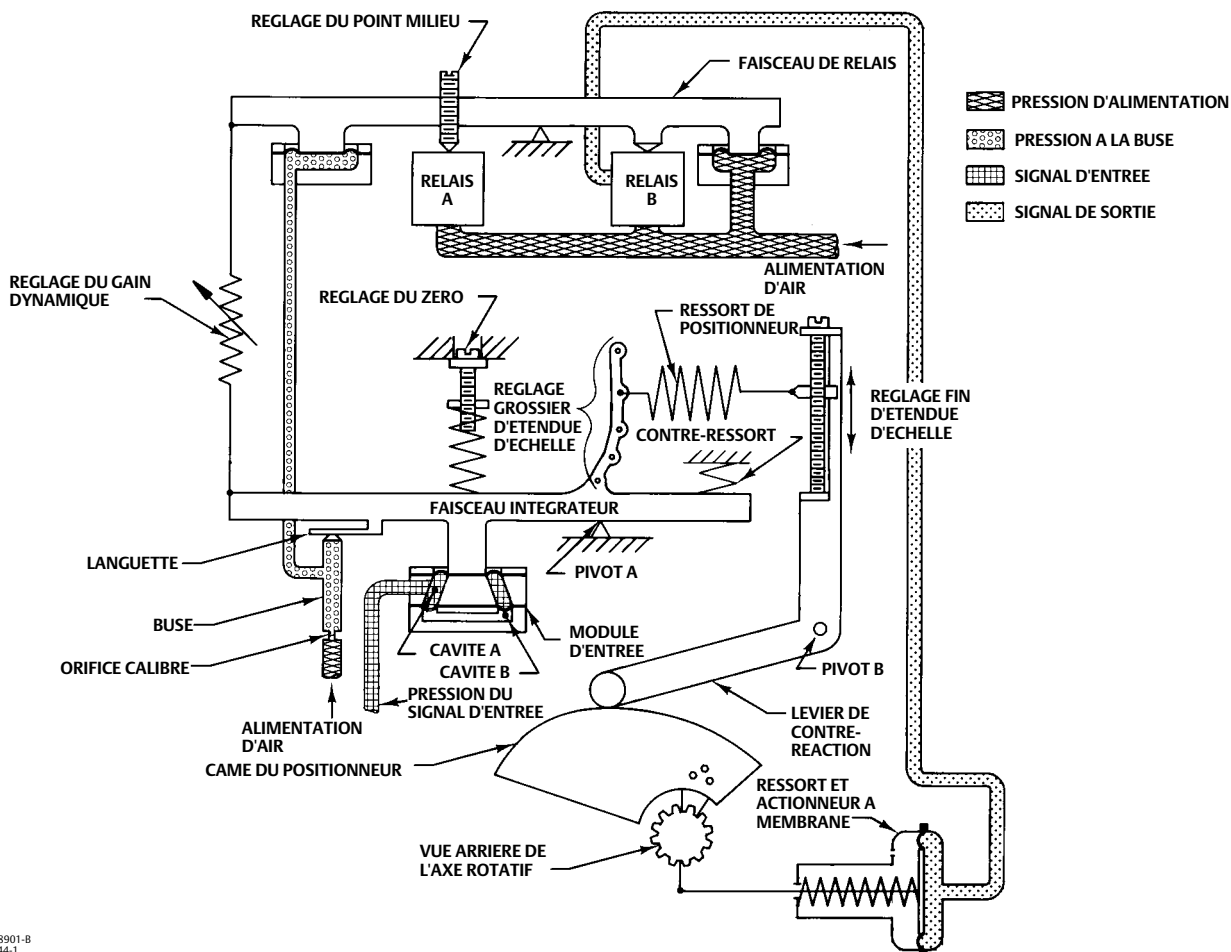 REGLAGE DU POINT MILIEU
FAISCEAU DE RELAIS
PRESSION D'ALIMENTATION
PRESSION A LA BUSE
SIGNAL D'ENTREE
SIGNAL DE SORTIE
RELAIS
A
RELAIS
B
ALIMENTATION
D'AIR
REGLAGE DU GAIN
DYNAMIQUE
REGLAGE DU ZERO
RESSORT DE
POSITIONNEUR
REGLAGE
GROSSIER
D'ETENDUE
D'ECHELLE
CONTRE-RESSORT
REGLAGE FIN
D'ETENDUE
D'ECHELLE
FAISCEAU INTEGRATEUR
LANGUETTE
PIVOT A
BUSE
ORIFICE CALIBRE
CAVITE A
CAVITE B
MODULE
D'ENTREE
PIVOT B
PRESSION DU
SIGNAL D'ENTREE
ALIMENTATION
D'AIR
LEVIER DE
CONTRE-
REACTION
CAME DU POSITIONNEUR
RESSORT ET
ACTIONNEUR A
MEMBRANE
VUE ARRIERE DE
L'AXE ROTATIF